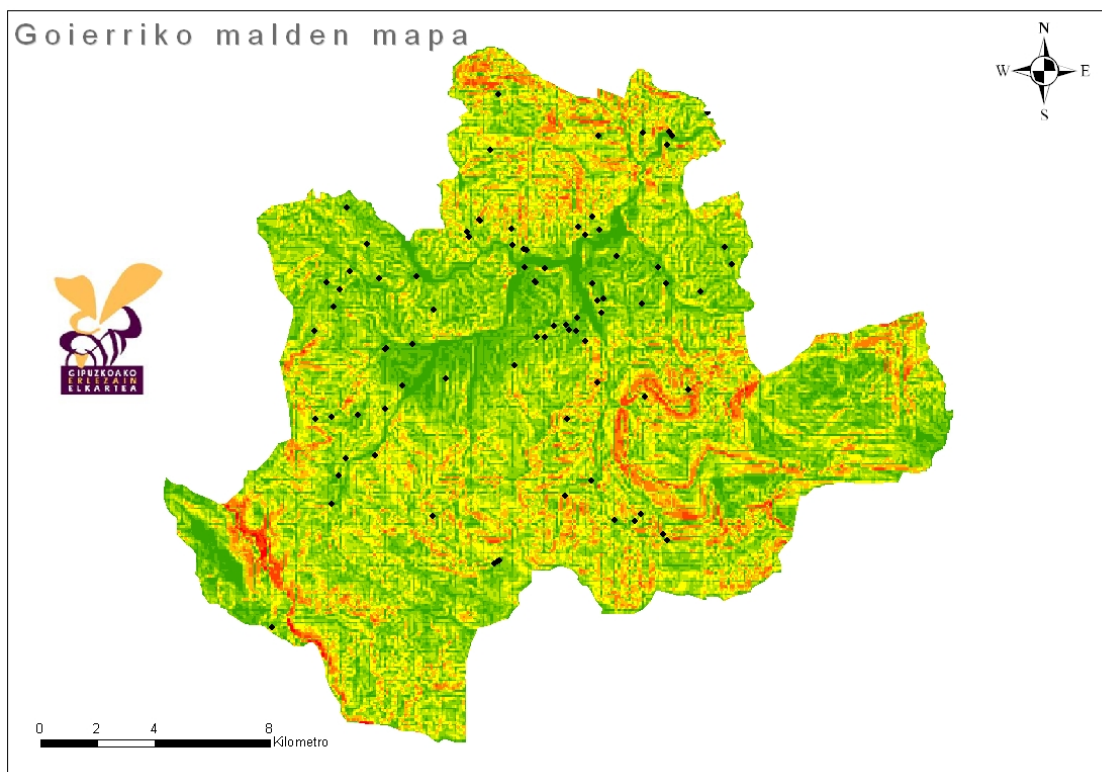 Goierriko malden mapa
N
W E
S
GIPUZKOAKO
ERLEZAIN
ELKARTEA
0 2 4 8
Kilometro